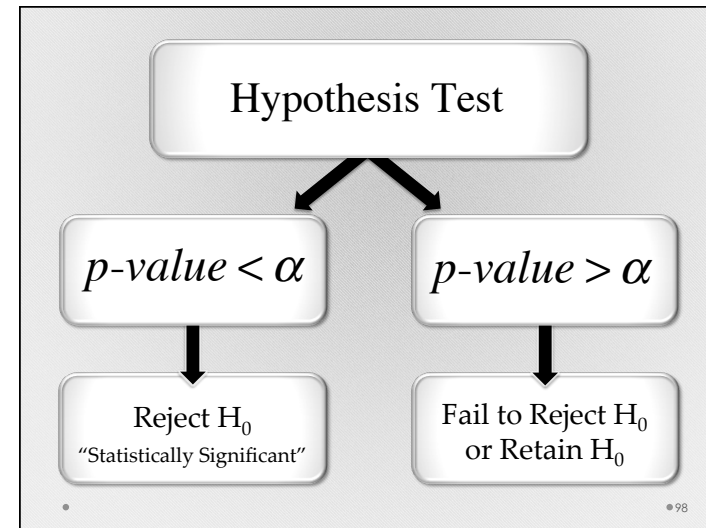 Hypothesis Test
p-value < α
p-value > α
Reject H₀
“Statistically Significant”
Fail to Reject H₀
or Retain H₀
98